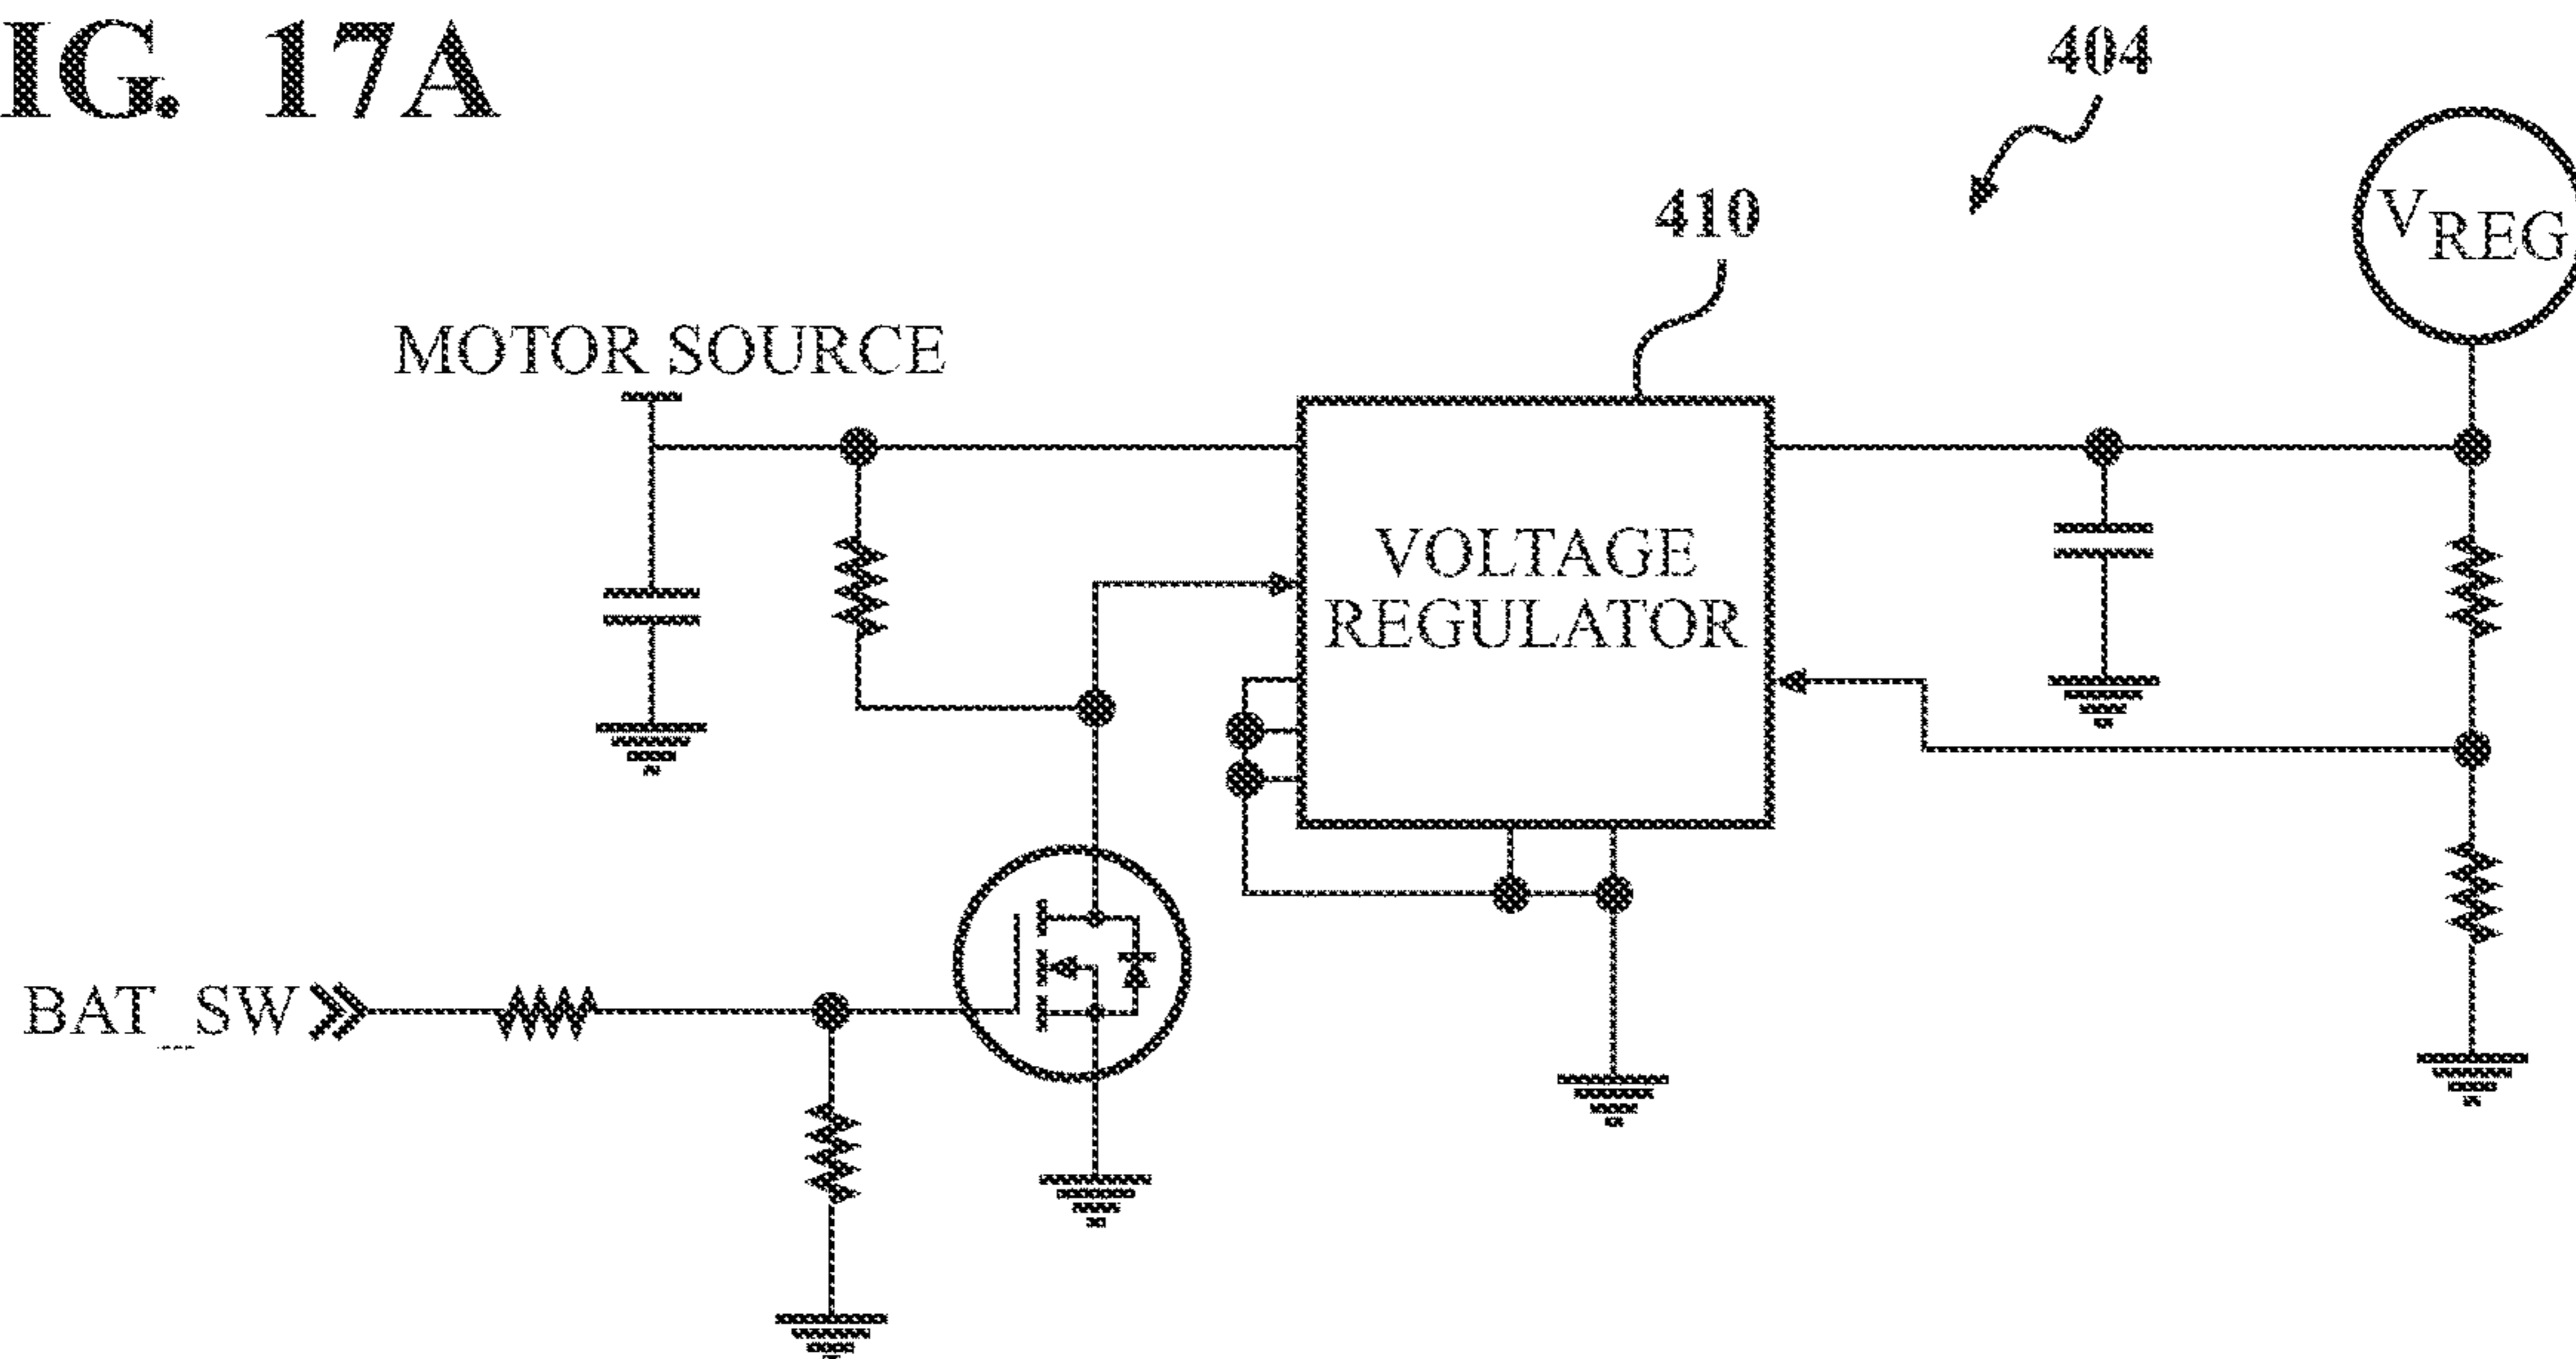 IG. 17A
404
410
VREG
MOTOR SOURCE
VOLTAGE
REGULATOR
BAT_SW